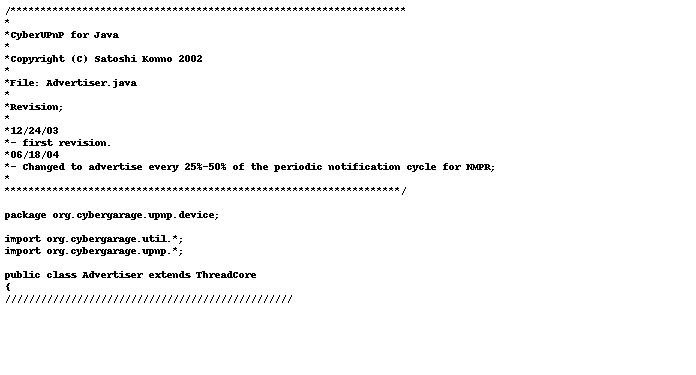 /******************************************************************
*
*CyberUPnP for Java
*
*Copyright (C) Satoshi Konno 2002
*
*File: Advertiser.java
*
*Revision;
*
*12/24/03
*- first revision.
*06/18/04
*- Changed to advertise every 25%-50% of the periodic notification cycle for NMPR;
*
******************************************************************/
package org.cybergarage.upnp.device;
import org.cybergarage.util.*;
import org.cybergarage.upnp.*;
public class Advertiser extends ThreadCore
{
////////////////////////////////////////////////